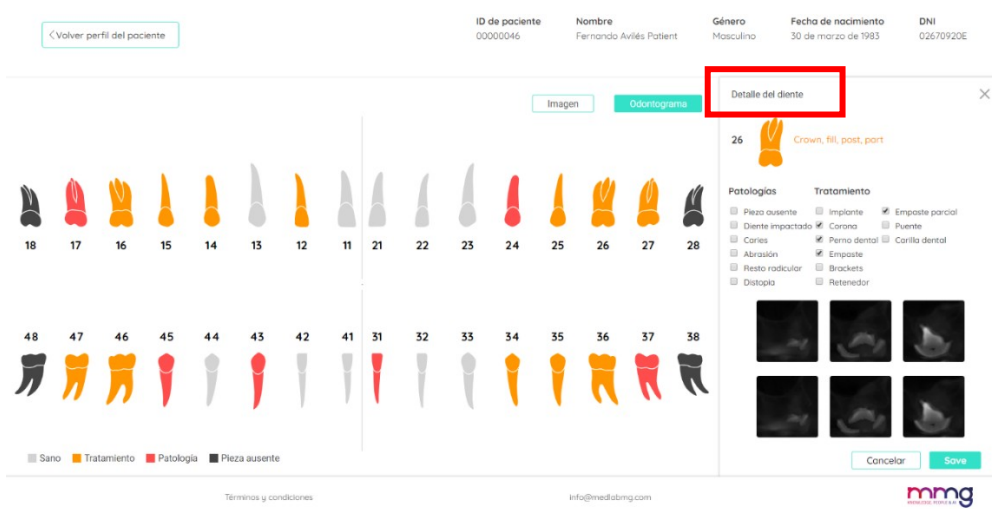 ID de paciente Nombre Género Fecha de nacimiento DNI
Volver perfil del paciente
00000046 Fernando Avilés Patient Masculino 30 de marzo de 1983 02670920E
Imagen Odontograma
Detalle del diente
26 Crown, fill, post, part
Patologías Tratamiento
Pieza ausente Implante Empaste parcial
Diente impactado Corona Puente
Caries Perno dental Carilla dental
Abrasión Empaste
Resto radicular Brackets
Distopia Retenedor
18 17 16 15 14 13 12 11 21 22 23 24 25 26 27 28
48 47 46 45 44 43 42 41 31 32 33 34 35 36 37 38
Sano Tratamiento Patología Pieza ausente
Cancelar Save
Términos y condiciones info@medlabmg.com
mmg